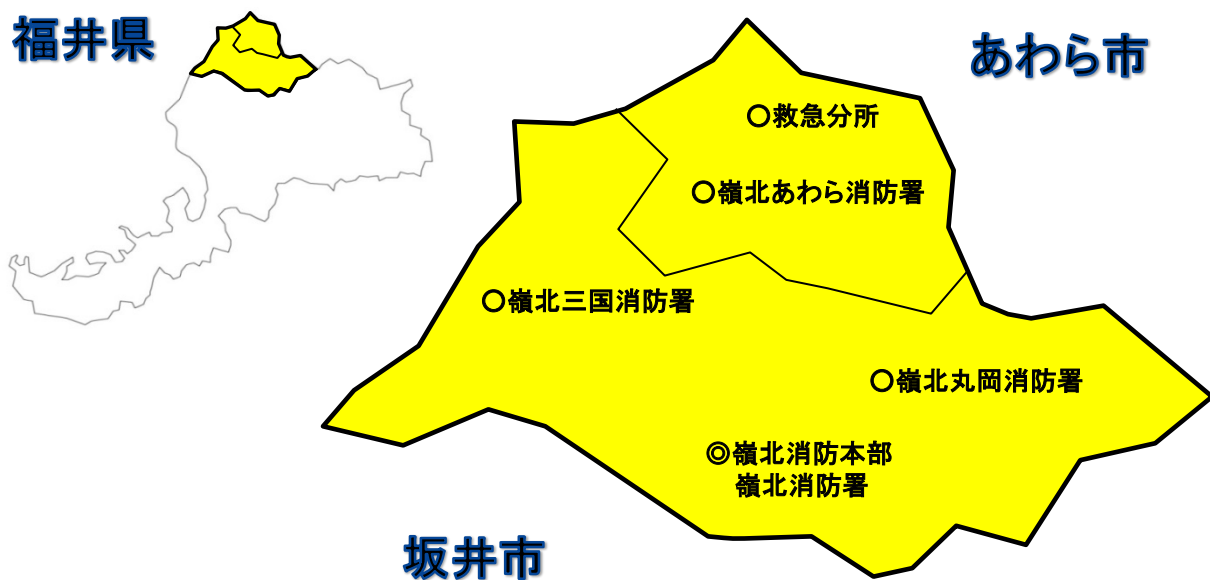 福井県
あわら市
○救急分所
○嶺北あわら消防署
○嶺北三国消防署
○嶺北丸岡消防署
◎嶺北消防本部
嶺北消防署
坂井市